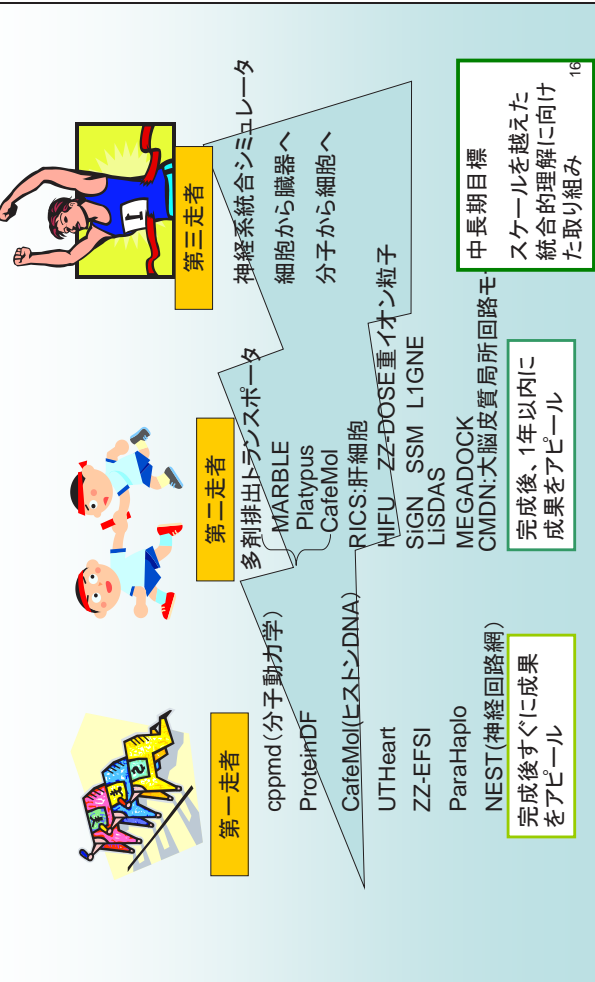 第一走者
cppmd(分子動力学)
ProteinDF
CafeMol(ヒストンDNA)
UTHeart
ZZ-EFSI
ParaHaplo
NEST(神経回路網)
完成後すぐに成果
をアピール
第二走者
多剤排出トランスポータ
MARBLE
Platypus
CafeMol
RICS:肝細胞
HIFU ZZ-DOSE重イオン粒子
SiGN SSM L1GNE
LiSDAS
MEGADOCK
CMDN:大脳皮質局所回路モ
完成後、1年以内に
成果をアピール
第三走者
1
神経系統合シミュレータ
細胞から臓器へ
分子から細胞へ
中長期目標
スケールを越えた
統合的理解に向け
た取り組み
16